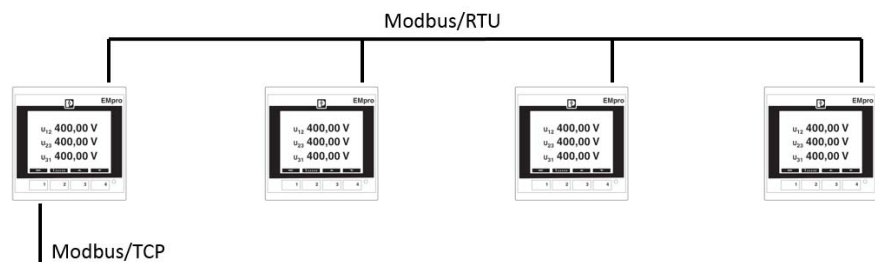 Modbus/RTU
EMpro
u12 400,00 V
u23 400,00 V
u31 400,00 V
1 2 3 4
EMpro
u12 400,00 V
u23 400,00 V
u31 400,00 V
1 2 3 4
EMpro
u12 400,00 V
u23 400,00 V
u31 400,00 V
1 2 3 4
EMpro
u12 400,00 V
u23 400,00 V
u31 400,00 V
1 2 3 4
Modbus/TCP